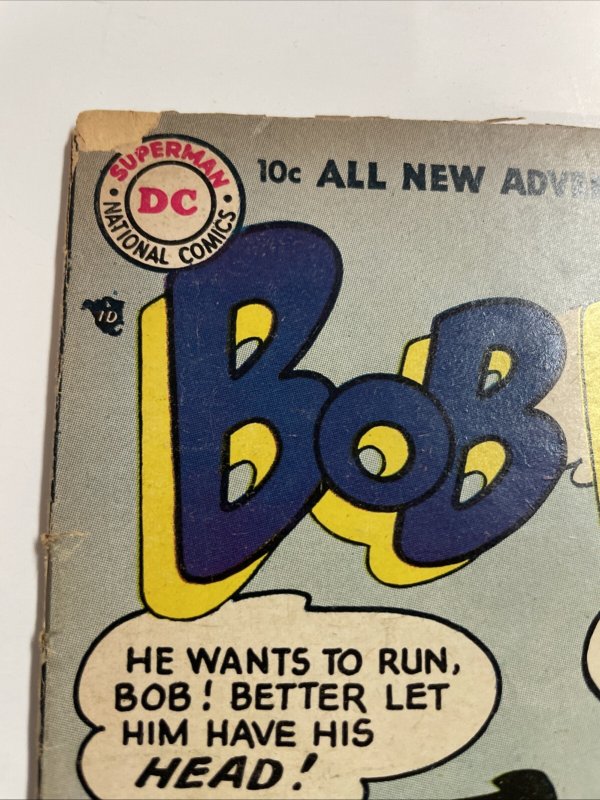 SUPERMAN
DC
NATIONAL COMICS
10c ALL NEW
10
BOB
HE WANTS TO RUN,
BOB! BETTER LET
HIM HAVE HIS
HEAD!